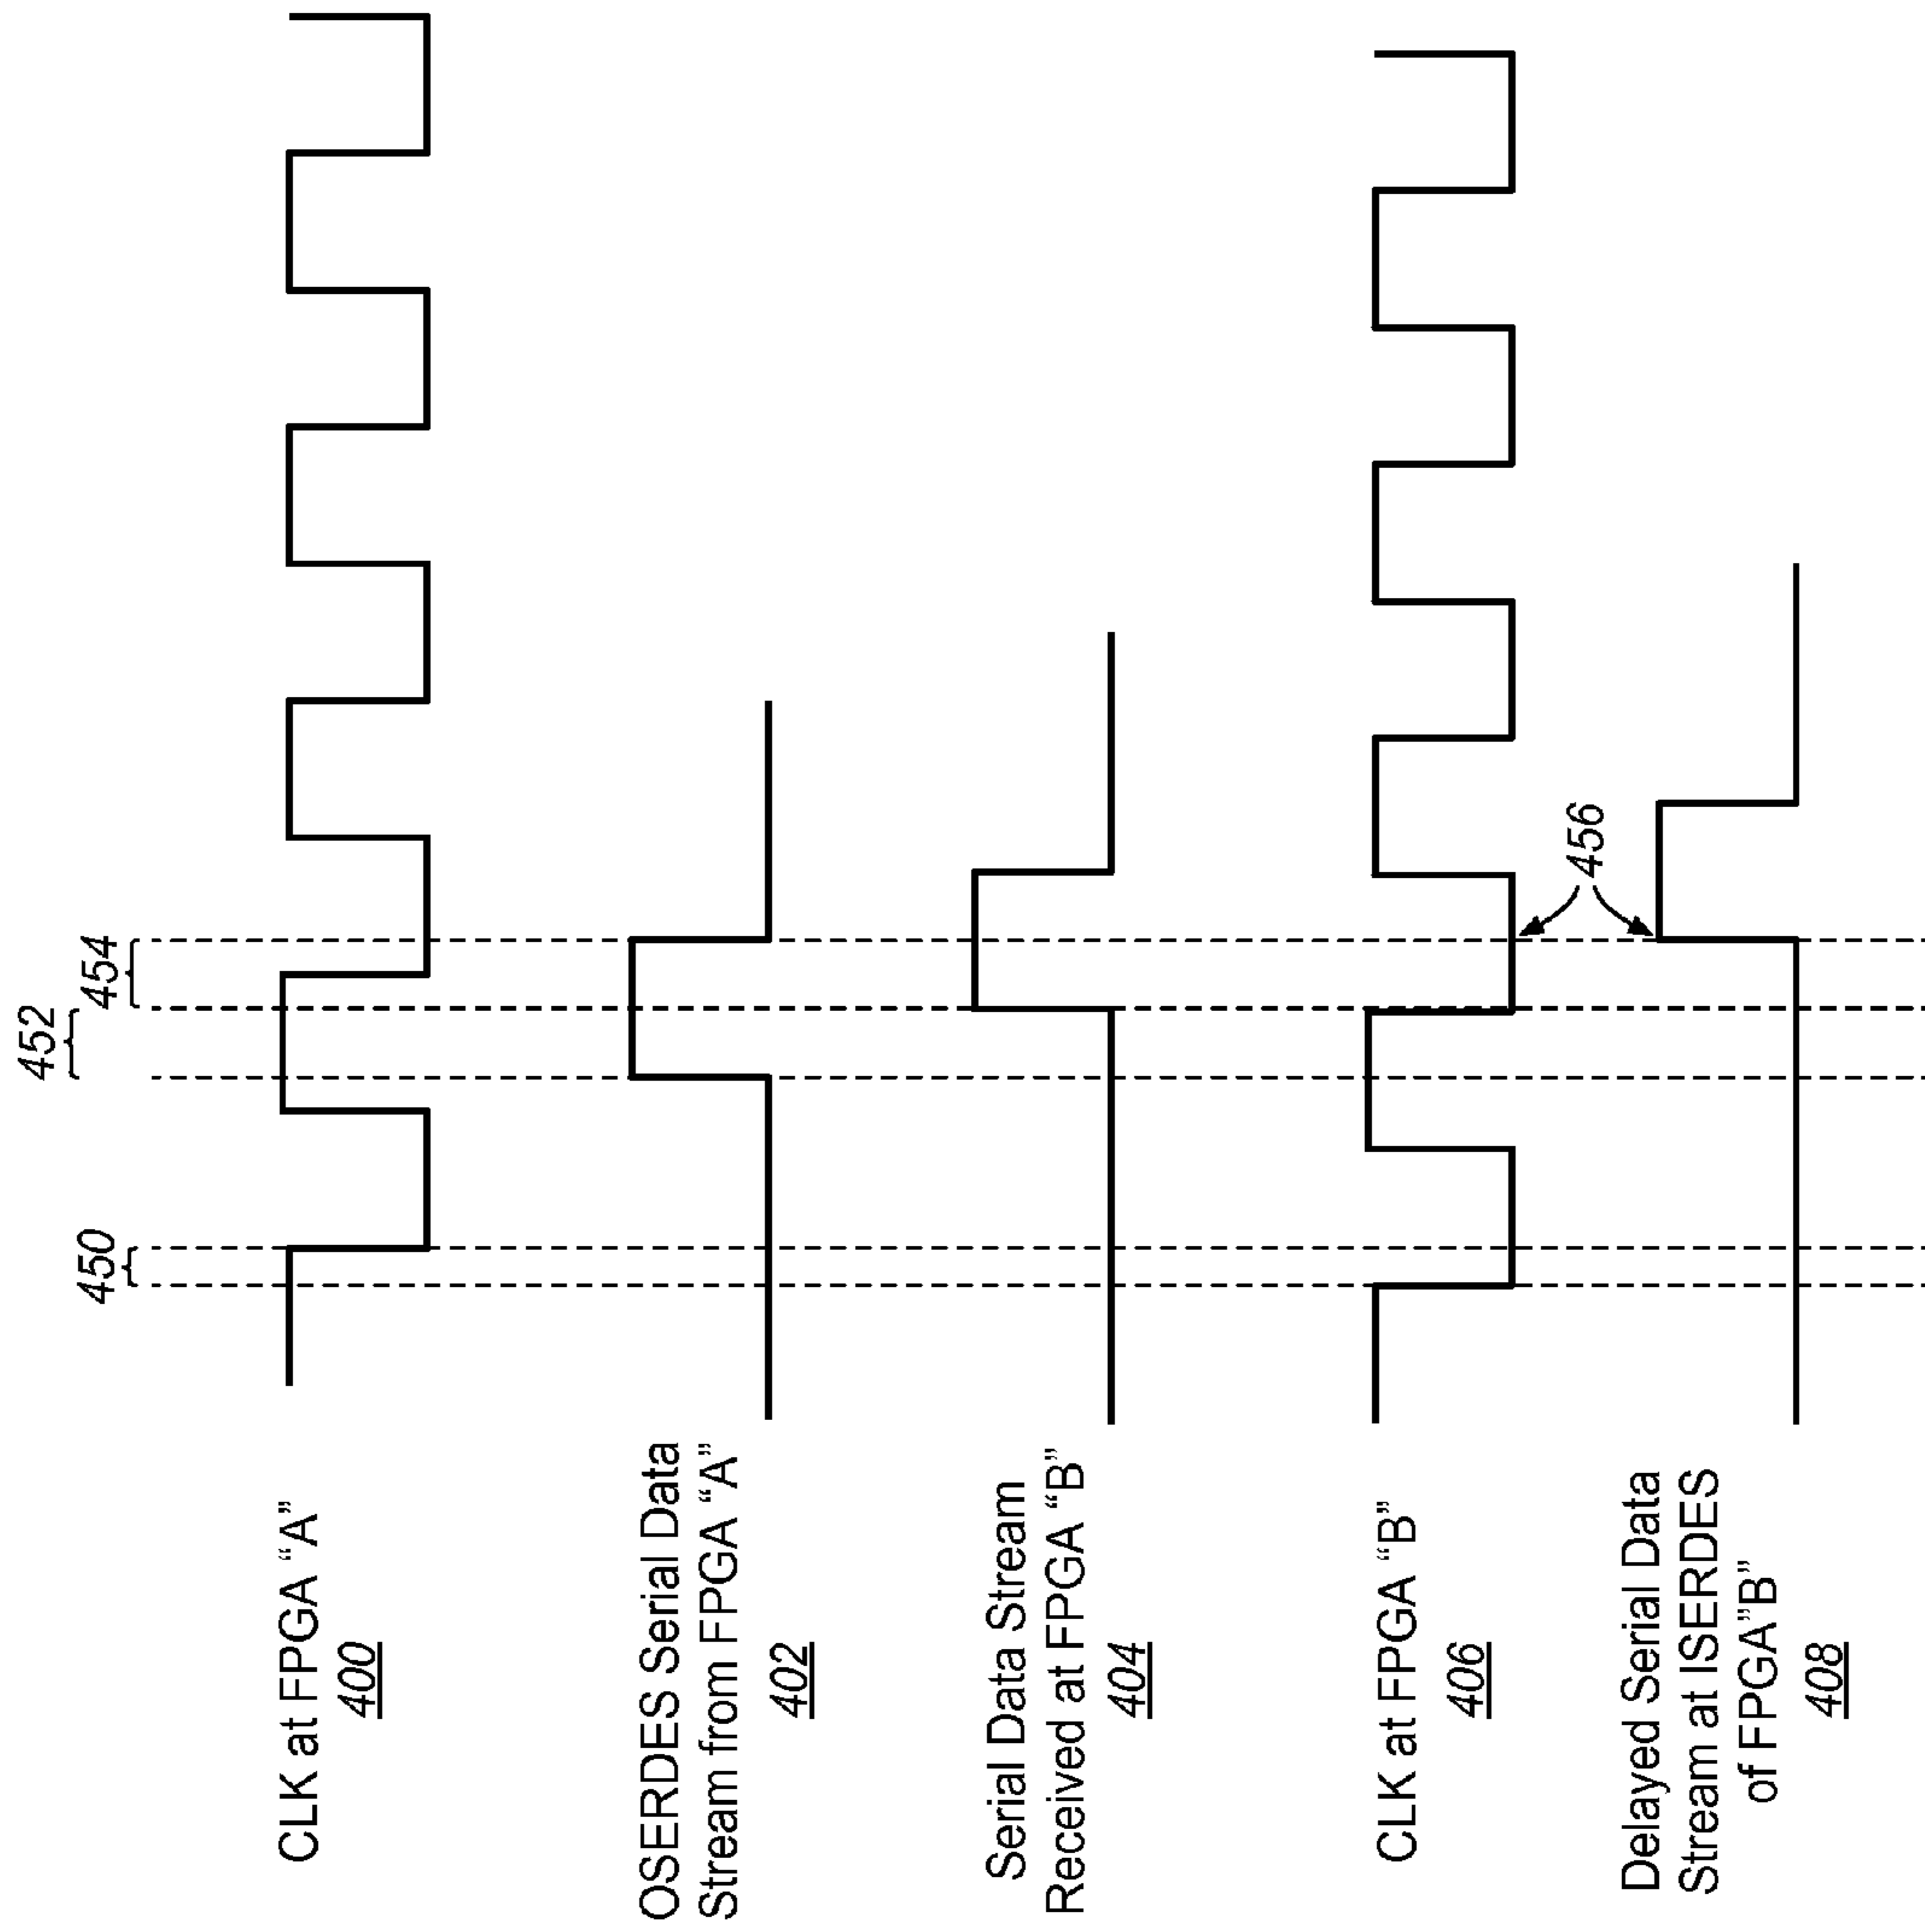 452
450
454
CLK at FPGA “A”
400
OSERDES Serial Data
Stream from FPGA “A”
402
Serial Data Stream
Received at FPGA “B”
404
CLK at FPGA “B”
406
456
Delayed Serial Data
Stream at ISERDES
of FPGA”B”
408